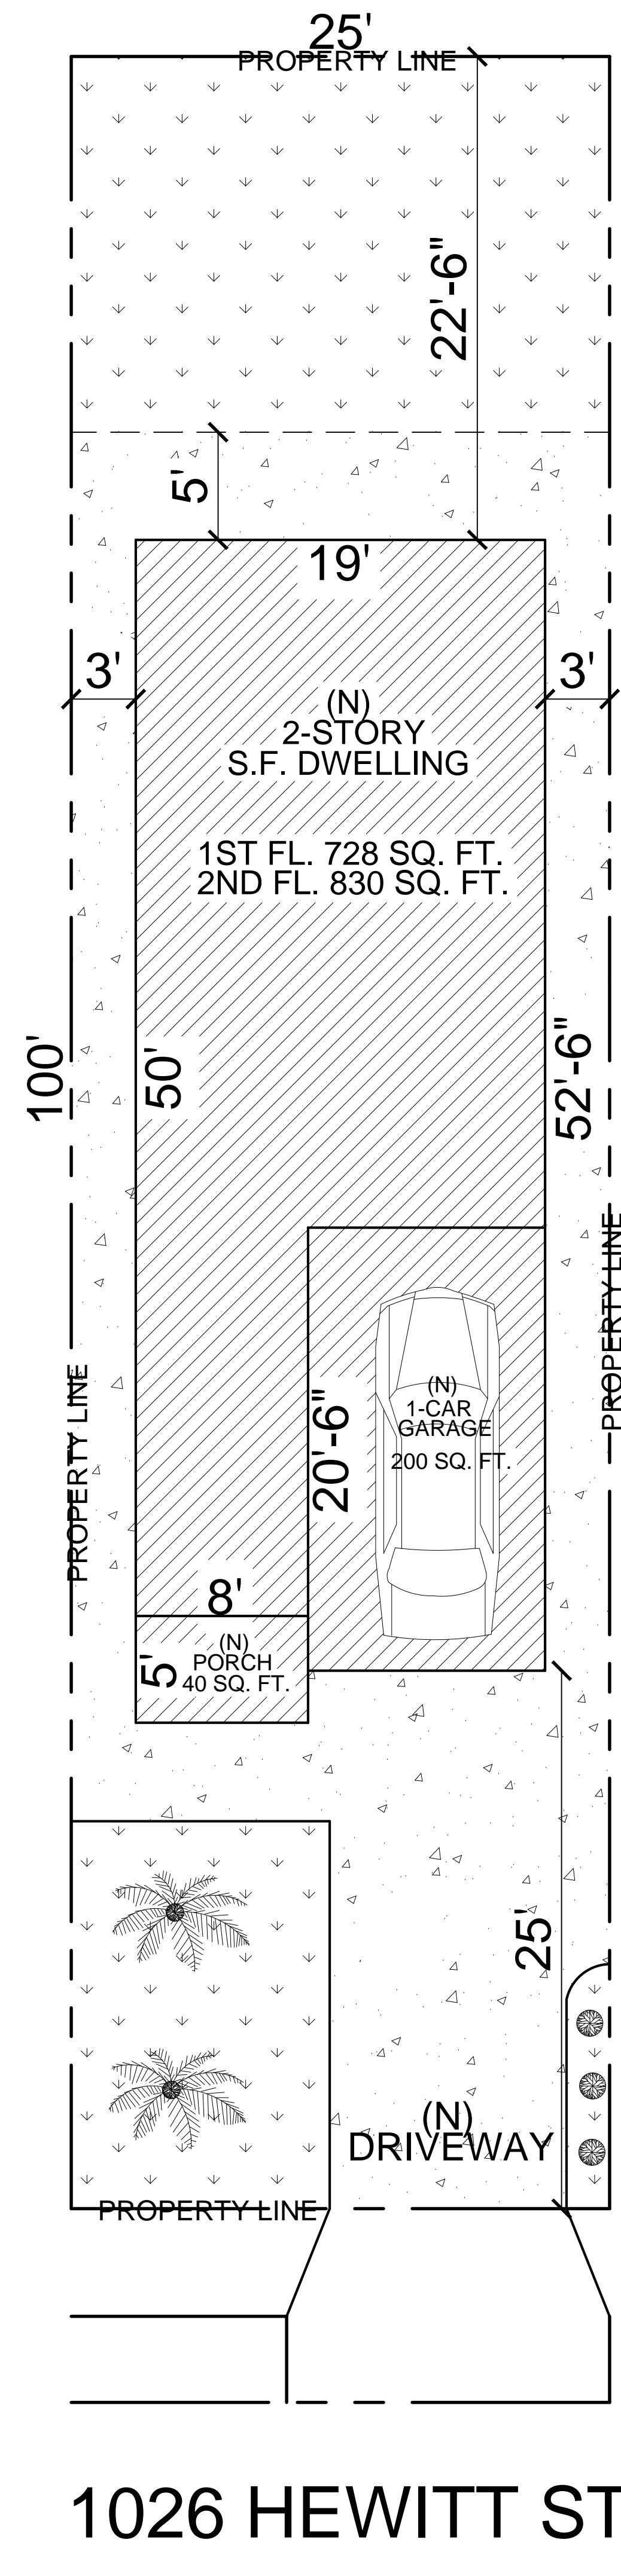 25'
PROPERTY LINE
22'-6"
5'
19'
3'
3'
(N)
2-STORY
S.F. DWELLING
1ST FL. 728 SQ. FT.
2ND FL. 830 SQ. FT.
100'
50'
52'-6"
PROPERTY LINE
PROPERTY LINE
20'-6"
(N)
1-CAR
GARAGE
200 SQ. FT.
8'
5'
(N)
PORCH
40 SQ. FT.
25'
(N)
DRIVEWAY
PROPERTY LINE
1026 HEWITT ST